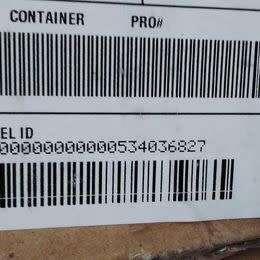 CONTAINER PRO#
EL ID
00000000000534036827